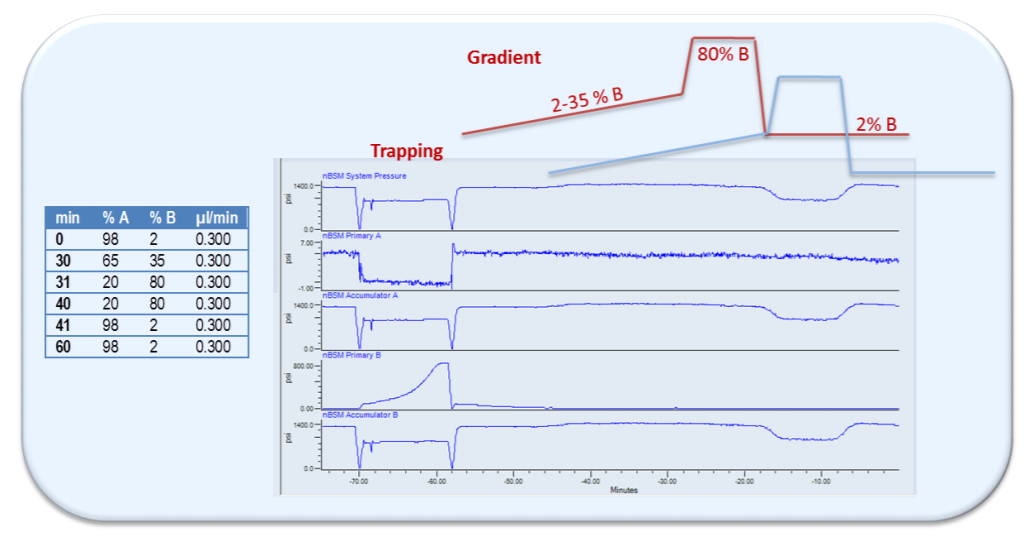 Gradient
80% B
2-35 % B
2% B
Trapping
min % A % B µl/min
0 98 2 0.300
30 65 35 0.300
31 20 80 0.300
40 20 80 0.300
41 98 2 0.300
60 98 2 0.300
nBSM System Pressure
1400.0
psi
0.0
nBSM Primary A
7.00
psi
-1.00
nBSM Accumulator A
1400.0
psi
0.0
nBSM Primary B
800.00
psi
0.00
nBSM Accumulator B
1400.0
psi
0.0
-70.00 -60.00 -50.00 -40.00 -30.00 -20.00 -10.00
Minutes